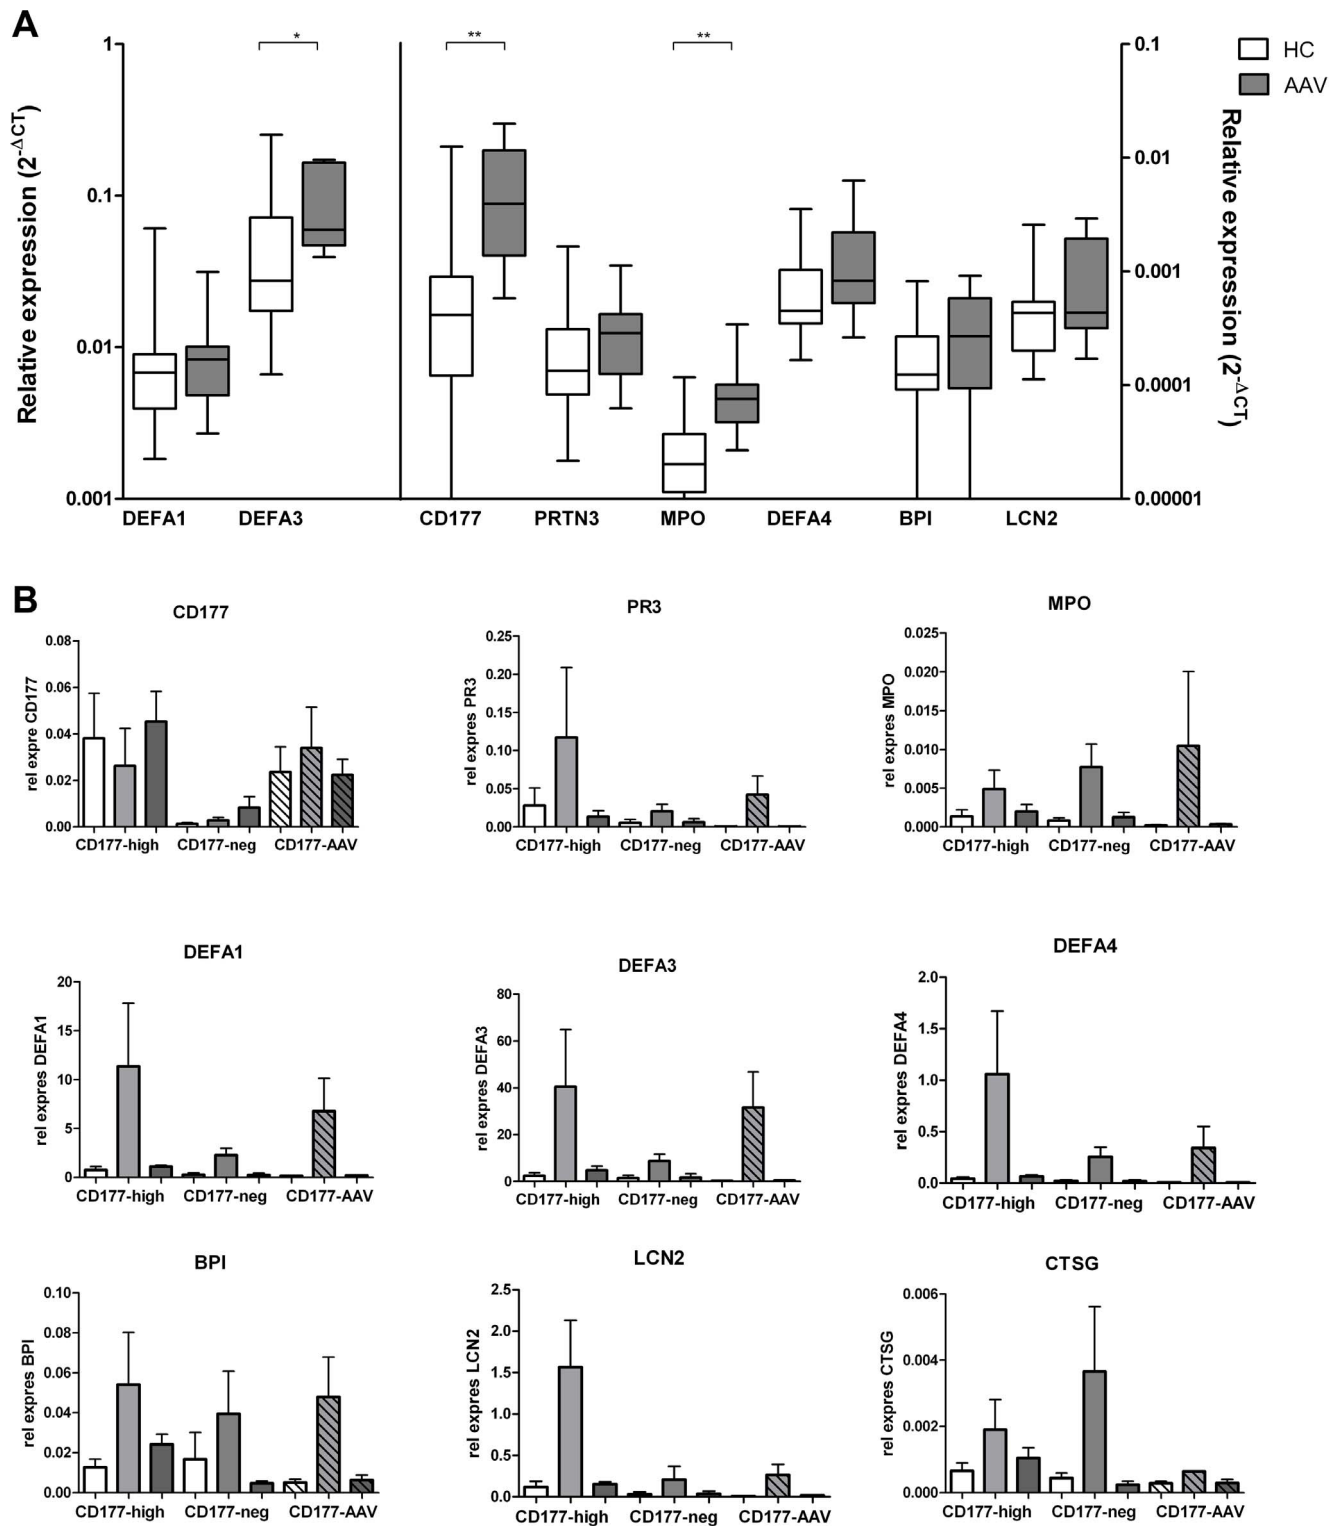 A
1
0.1
0.01
0.001
Relative expression (2-ΔCT)
*
**
**
0.1
0.01
0.001
0.0001
0.00001
Relative expression (2-ΔCT)
HC
AAV
DEFA1 DEFA3 CD177 PRTN3 MPO DEFA4 BPI LCN2
B
CD177
rel expre CD177
0.08
0.06
0.04
0.02
0.00
CD177-high CD177-neg CD177-AAV
PR3
rel expres PR3
0.25
0.20
0.15
0.10
0.05
0.00
CD177-high CD177-neg CD177-AAV
MPO
rel expres MPO
0.025
0.020
0.015
0.010
0.005
0.000
CD177-high CD177-neg CD177-AAV
DEFA1
rel expres DEFA1
20
15
10
5
0
CD177-high CD177-neg CD177-AAV
DEFA3
rel expres DEFA3
80
60
40
20
0
CD177-high CD177-neg CD177-AAV
DEFA4
rel expres DEFA4
2.0
1.5
1.0
0.5
0.0
CD177-high CD177-neg CD177-AAV
BPI
rel expres BPI
0.10
0.08
0.06
0.04
0.02
0.00
CD177-high CD177-neg CD177-AAV
LCN2
rel expres LCN2
2.5
2.0
1.5
1.0
0.5
0.0
CD177-high CD177-neg CD177-AAV
CTSG
rel expres CTSG
0.006
0.004
0.002
0.000
CD177-high CD177-neg CD177-AAV